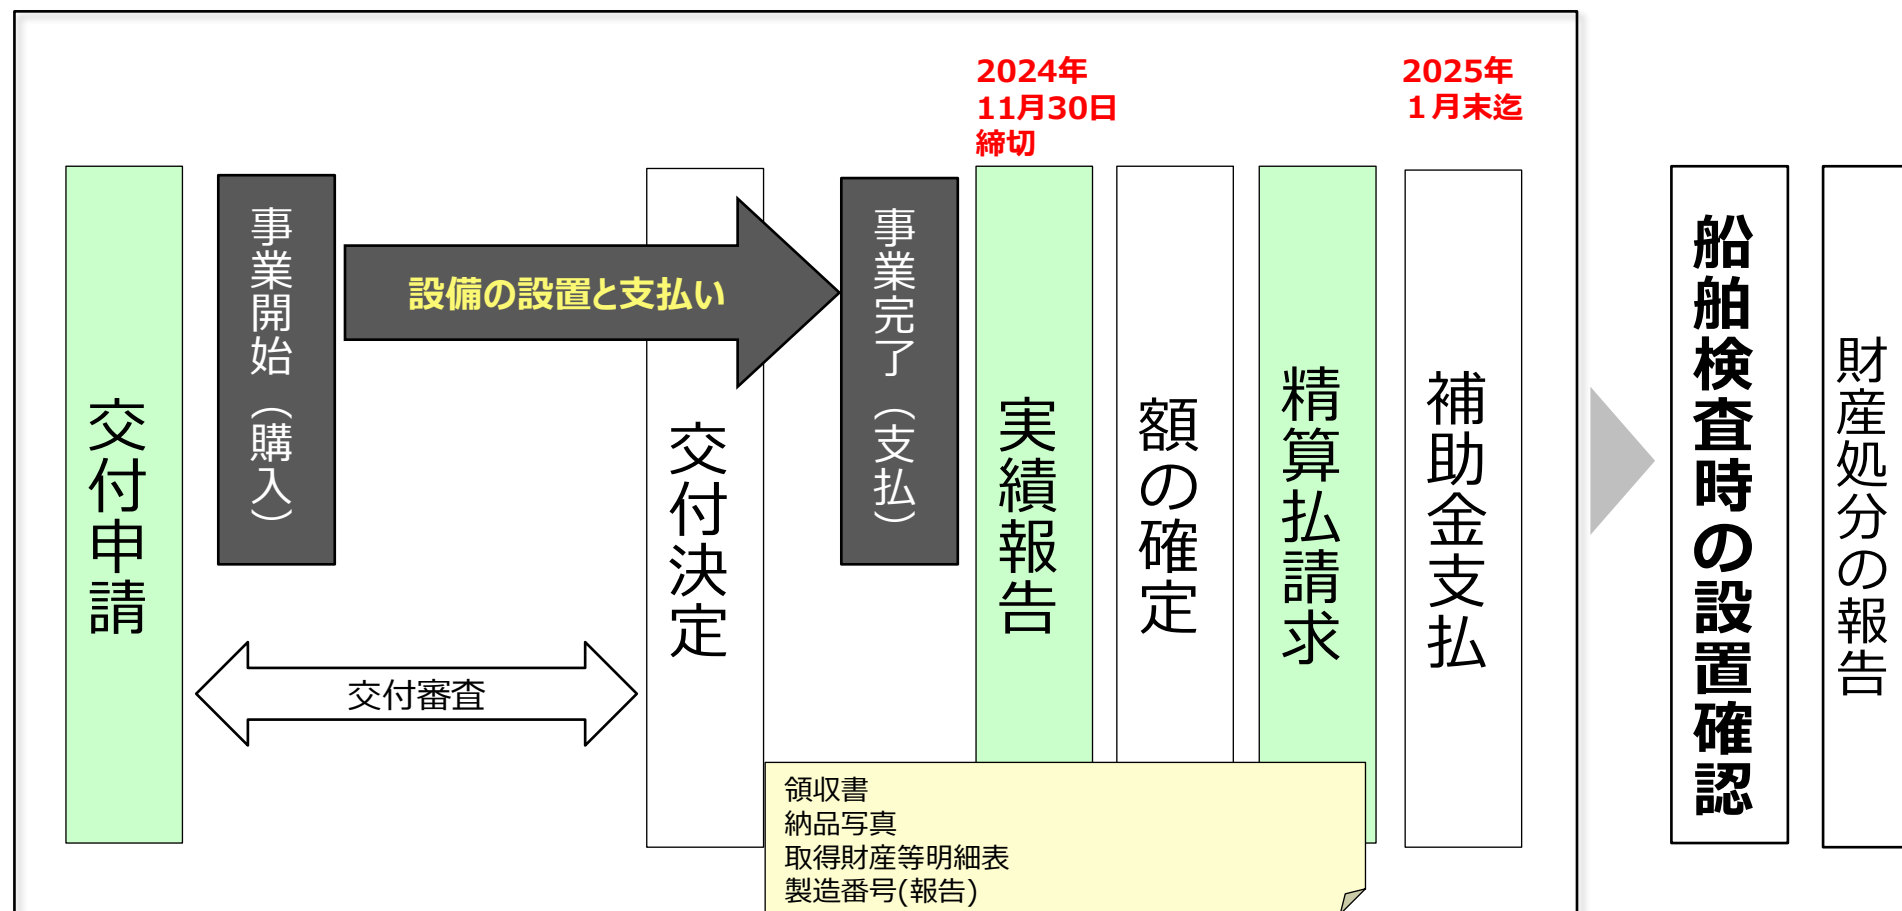 2024年
11月30日
締切
2025年
１月末迄
交付申請
事業開始（購入）
設備の設置と支払い
交付審査
交付決定
事業完了（支払）
実績報告
額の確定
精算払請求
補助金支払
領収書
納品写真
取得財産等明細表
製造番号(報告)
船舶検査時の設置確認
財産処分の報告